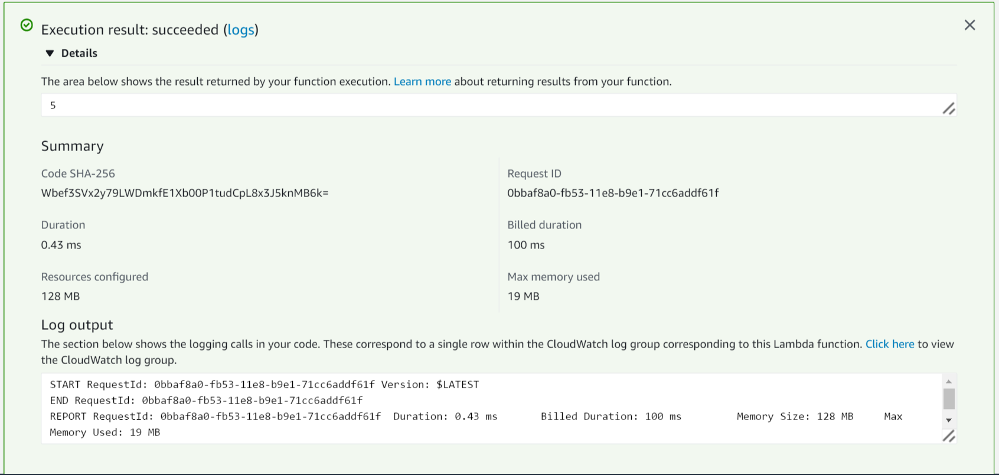 Execution result: succeeded (logs)
Details
The area below shows the result returned by your function execution. Learn more about returning results from your function.
5
Summary
Code SHA-256
Wbef3SVx2y79LWDmkfE1Xb00P1tudCpL8x3J5knMB6k=
Request ID
0bbaf8a0-fb53-11e8-b9e1-71cc6addf61f
Duration
0.43 ms
Billed duration
100 ms
Resources configured
128 MB
Max memory used
19 MB
Log output
The section below shows the logging calls in your code. These correspond to a single row within the CloudWatch log group corresponding to this Lambda function. Click here to view
the CloudWatch log group.
START RequestId: 0bbaf8a0-fb53-11e8-b9e1-71cc6addf61f Version: $LATEST
END RequestId: 0bbaf8a0-fb53-11e8-b9e1-71cc6addf61f
REPORT RequestId: 0bbaf8a0-fb53-11e8-b9e1-71cc6addf61f Duration: 0.43 ms Billed Duration: 100 ms Memory Size: 128 MB Max
Memory Used: 19 MB